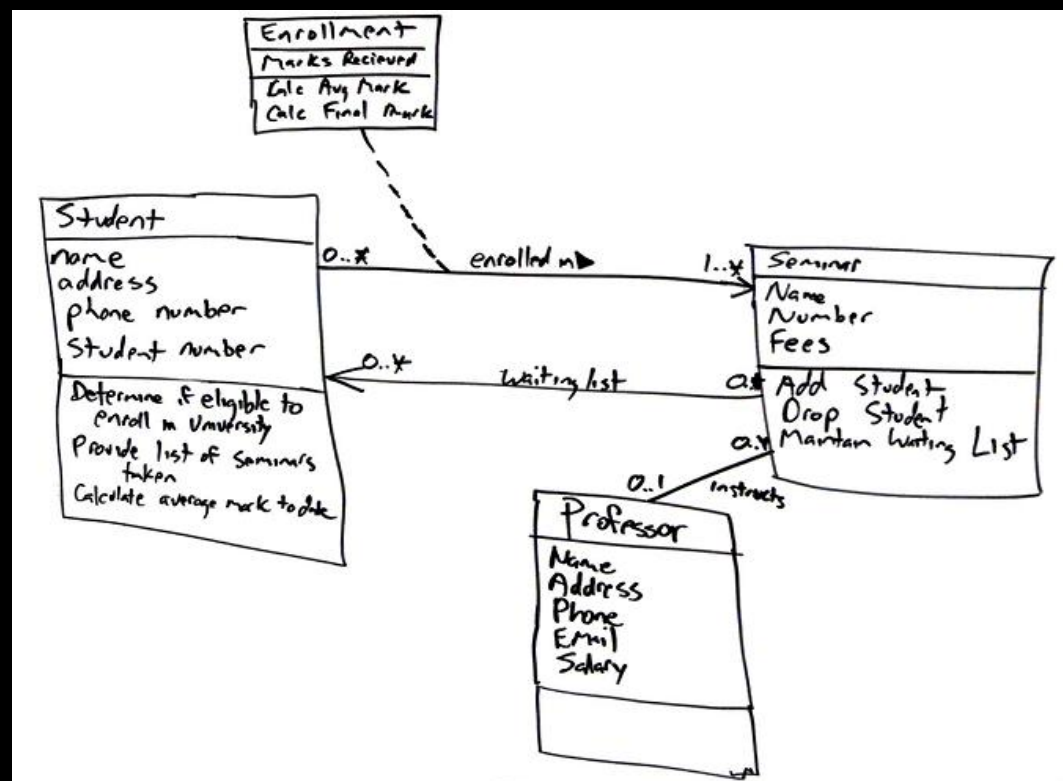 Enrollment
Marks Recieved
Calc Avg Mark
Calc Final Mark
Student
name
address
phone number
Student number
Determine if eligible to
enroll in University
Provide list of Seminars
taken
Calculate average mark to date
0..*
enrolled in
1..*
0..*
waiting list
0..*
Seminar
Name
Number
Fees
Add Student
Drop Student
Maintain Waiting List
0..*
instructs
0..1
Professor
Name
Address
Phone
Email
Salary